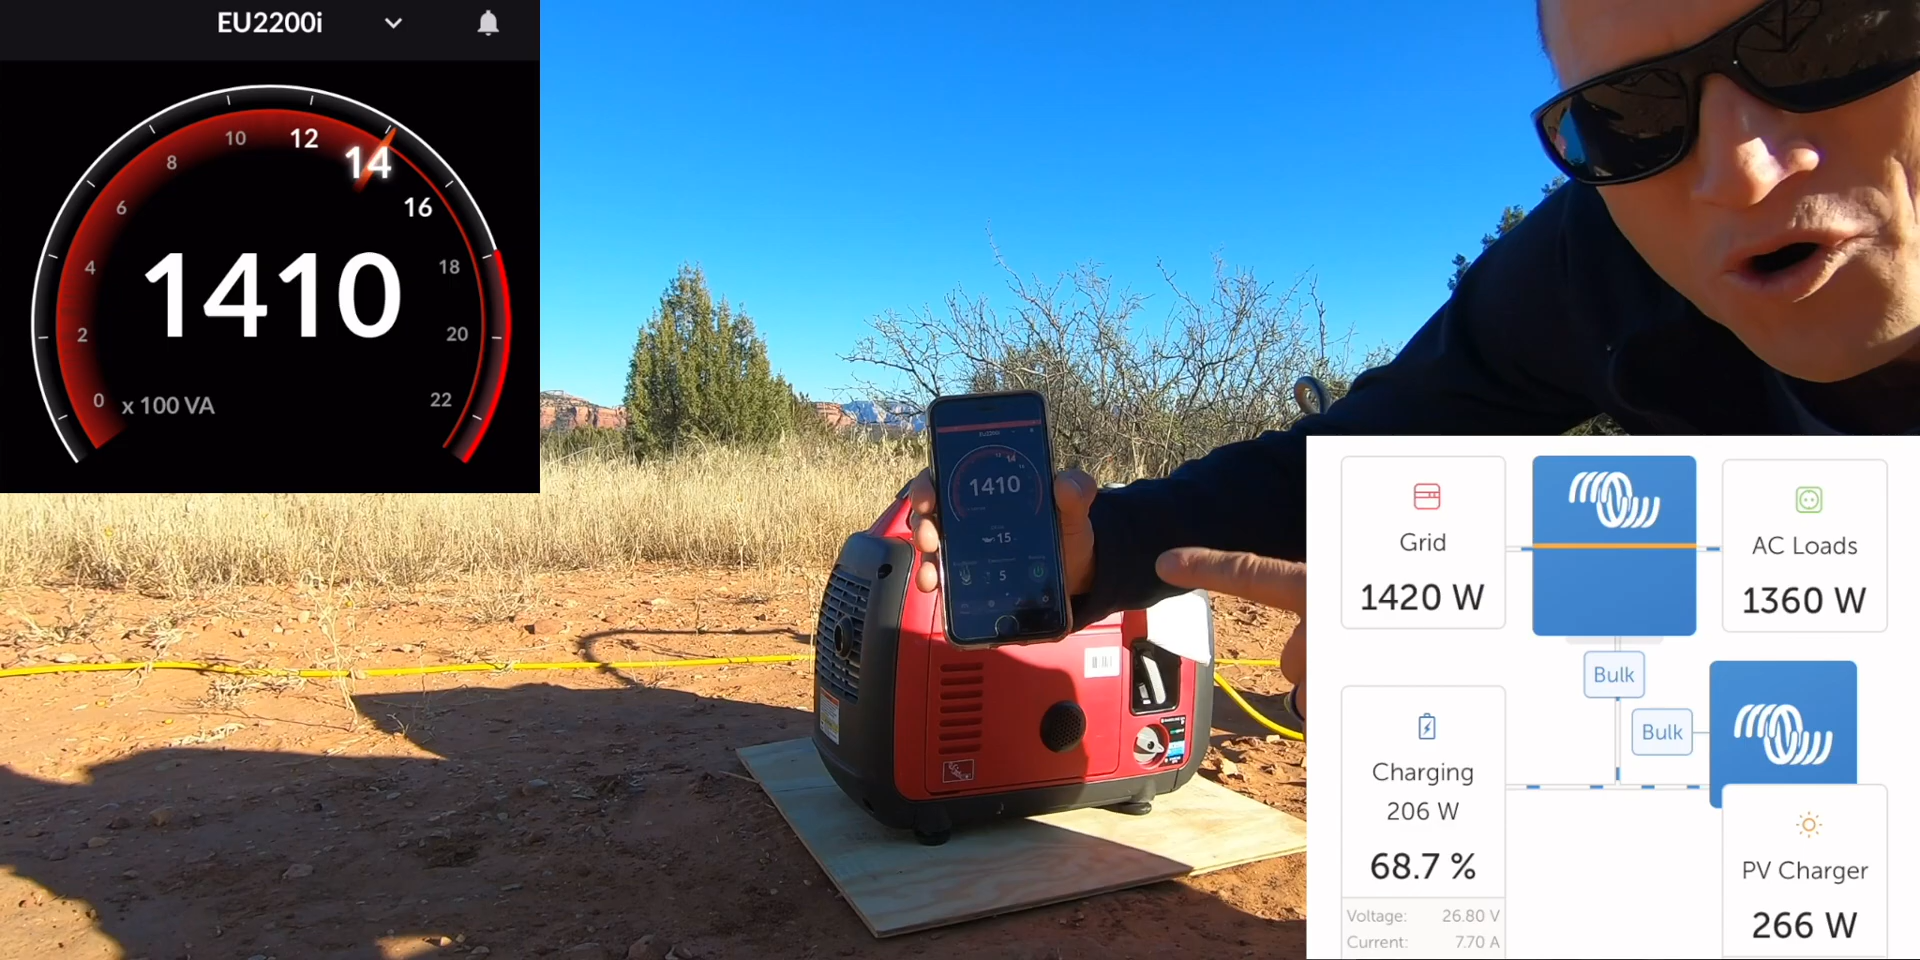 EU2200i
10
12
14
8
16
6
4
1410
18
2
20
0
x 100 VA
22
1410
15
5
Grid
1420 W
AC Loads
1360 W
Bulk
Bulk
Charging
206 W
68.7 %
Voltage: 26.80 V
Current: 7.70 A
PV Charger
266 W